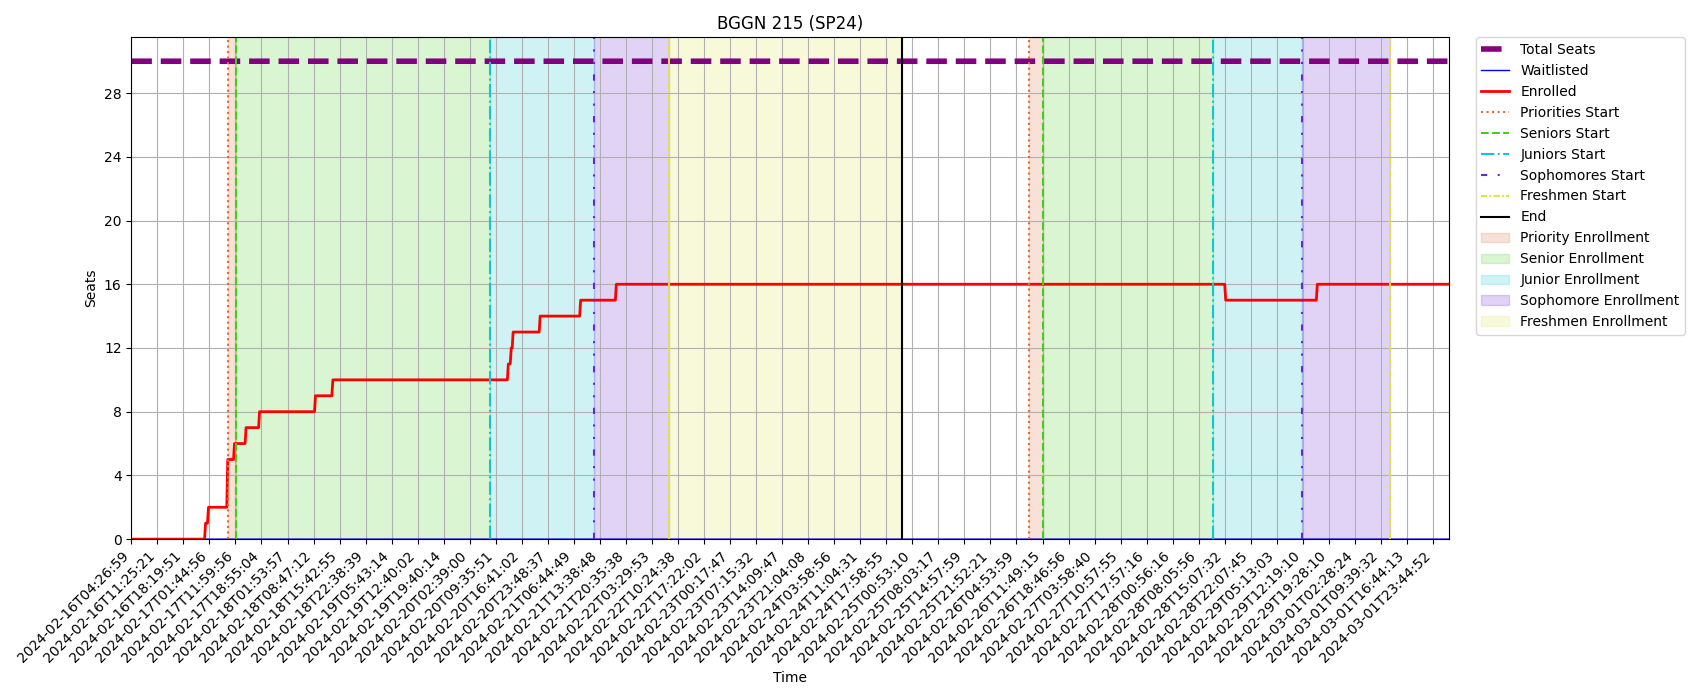 BGGN 215 (SP24)
Seats
28
24
20
16
12
8
4
0
2024-02-16T04:26:59
2024-02-16T11:25:21
2024-02-16T18:19:51
2024-02-17T01:44:56
2024-02-17T11:59:56
2024-02-17T18:55:04
2024-02-18T01:53:57
2024-02-18T08:47:12
2024-02-18T15:42:55
2024-02-18T22:38:39
2024-02-19T05:43:14
2024-02-19T12:40:02
2024-02-19T19:40:14
2024-02-20T02:39:00
2024-02-20T09:35:51
2024-02-20T16:41:02
2024-02-20T23:48:37
2024-02-21T06:44:49
2024-02-21T13:38:48
2024-02-21T20:35:38
2024-02-22T03:29:53
2024-02-22T10:24:38
2024-02-22T17:22:02
2024-02-23T00:17:47
2024-02-23T07:15:32
2024-02-23T14:09:47
2024-02-23T21:04:08
2024-02-24T03:58:56
2024-02-24T11:04:31
2024-02-24T17:58:55
2024-02-25T00:53:10
2024-02-25T08:03:17
2024-02-25T14:57:59
2024-02-25T21:52:21
2024-02-26T04:53:59
2024-02-26T11:49:15
2024-02-26T18:46:56
2024-02-27T03:58:40
2024-02-27T10:57:55
2024-02-27T17:57:16
2024-02-28T00:56:16
2024-02-28T08:05:56
2024-02-28T15:07:32
2024-02-28T22:07:45
2024-02-29T05:13:03
2024-02-29T12:19:10
2024-02-29T19:28:10
2024-03-01T02:28:24
2024-03-01T09:39:32
2024-03-01T16:44:13
2024-03-01T23:44:52
Time
Total Seats
Waitlisted
Enrolled
Priorities Start
Seniors Start
Juniors Start
Sophomores Start
Freshmen Start
End
Priority Enrollment
Senior Enrollment
Junior Enrollment
Sophomore Enrollment
Freshmen Enrollment